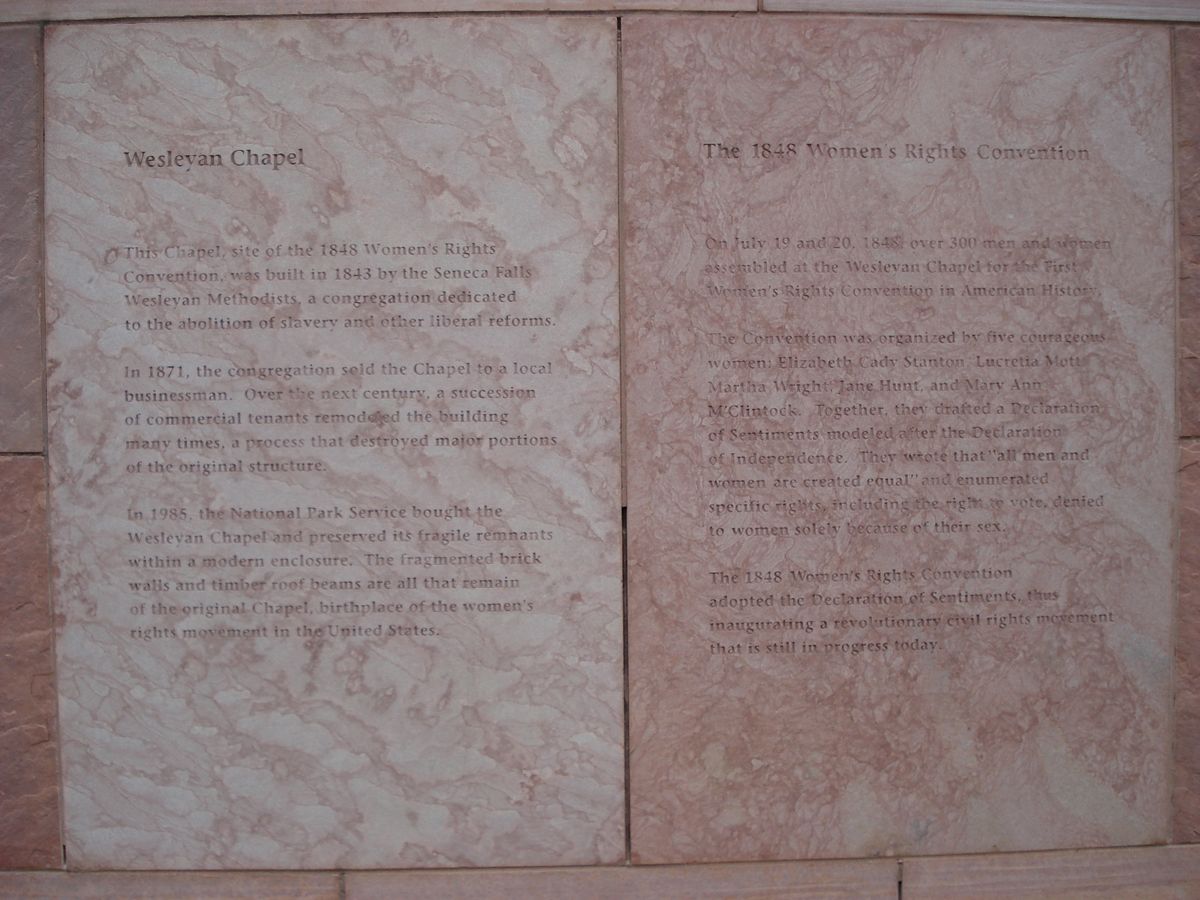 Wesleyan Chapel
This Chapel, site of the 1848 Women's Rights
Convention, was built in 1843 by the Seneca Falls
Wesleyan Methodists, a congregation dedicated
to the abolition of slavery and other liberal reforms.
In 1871, the congregation sold the Chapel to a local
businessman. Over the next century, a succession
of commercial tenants remodeled the building
many times, a process that destroyed major portions
of the original structure.
In 1985, the National Park Service bought the
Wesleyan Chapel and preserved its fragile remnants
within a modern enclosure. The fragmented brick
walls and timber roof beams are all that remain
of the original Chapel, birthplace of the women's
rights movement in the United States.
The 1848 Women's Rights Convention
On July 19 and 20, 1848, over 300 men and women
assembled at the Wesleyan Chapel for the First
Women's Rights Convention in American History.
The Convention was organized by five courageous
women: Elizabeth Cady Stanton, Lucretia Mott,
Martha Wright, Jane Hunt, and Mary Ann
M'Clintock. Together, they drafted a Declaration
of Sentiments modeled after the Declaration
of Independence. They wrote that "all men and
women are created equal" and enumerated
specific rights, including the right to vote, denied
to women solely because of their sex.
The 1848 Women's Rights Convention
adopted the Declaration of Sentiments, thus
inaugurating a revolutionary civil rights movement
that is still in progress today.